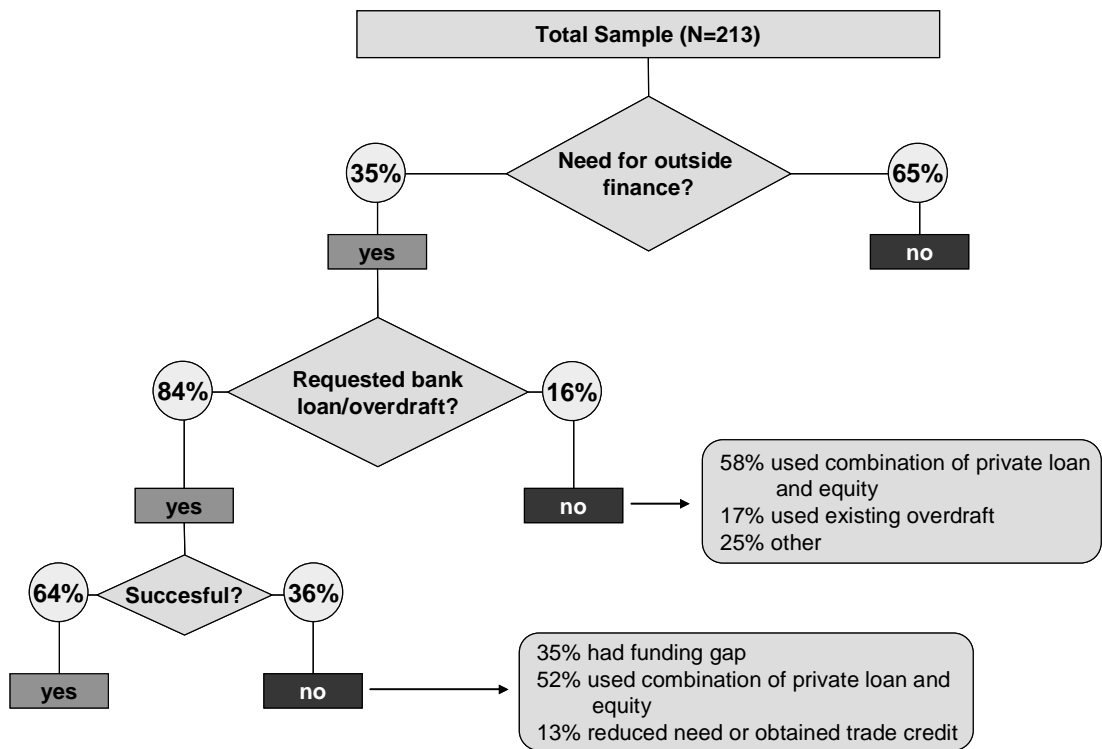 Total Sample (N=213)
Need for outside
finance?
35%
65%
yes
no
Requested bank
loan/overdraft?
84%
16%
yes
no
58% used combination of private loan
and equity
17% used existing overdraft
25% other
Succesful?
64%
36%
yes
no
35% had funding gap
52% used combination of private loan and
equity
13% reduced need or obtained trade credit